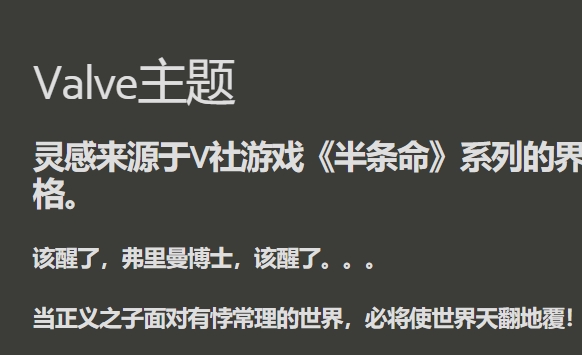 Valve主题
灵感来源于V社游戏《半条命》系列的界
格。
该醒了，弗里曼博士，该醒了。。。
当正义之子面对有悖常理的世界，必将使世界天翻地覆！